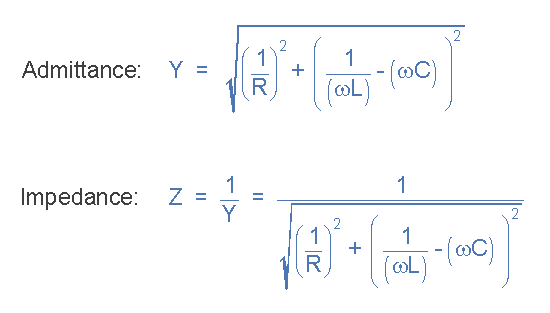 Admittance: Y = √((1/R)² + (1/(ωL) - (ωC))²)
Impedance: Z = 1/Y = 1/√((1/R)² + (1/(ωL) - (ωC))²)